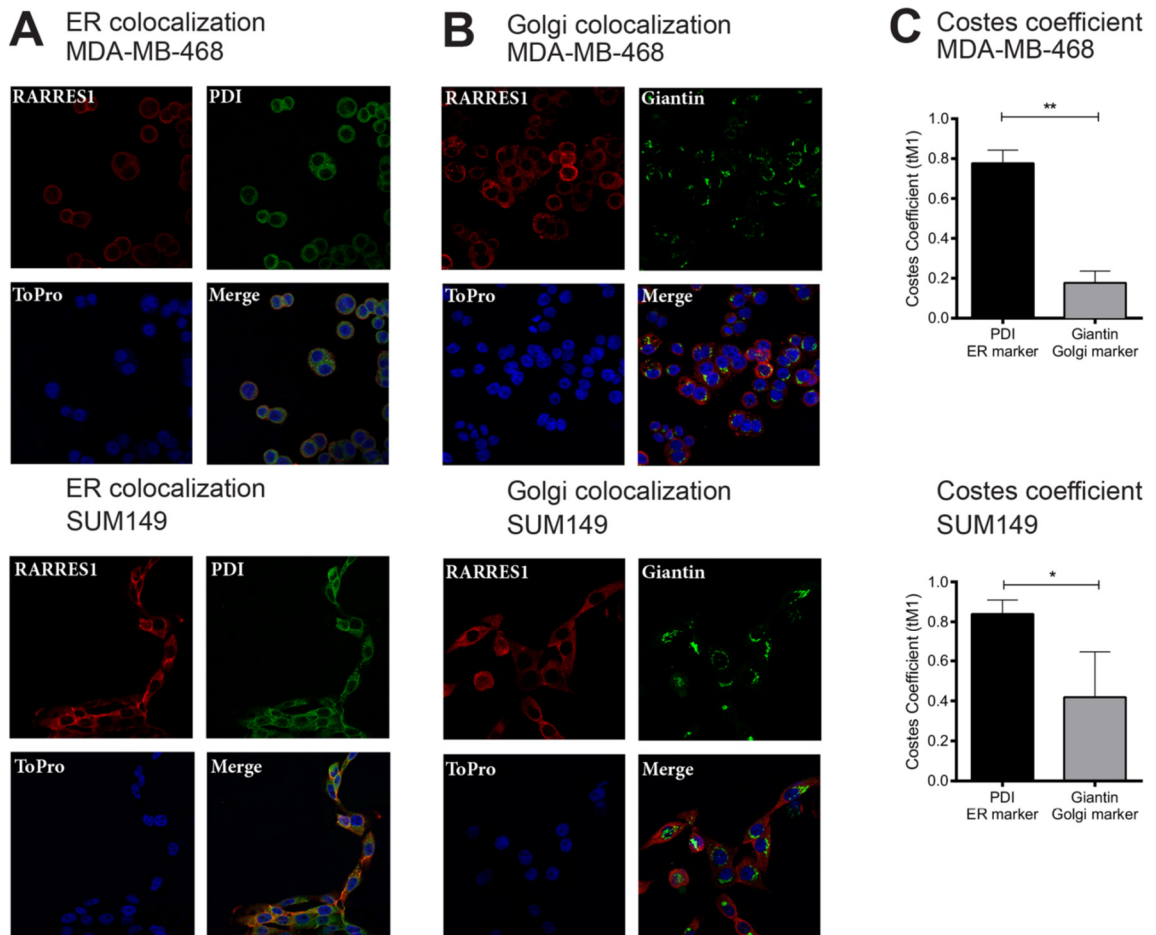 A ER colocalization
MDA-MB-468
RARRES1 PDI
ToPro Merge
ER colocalization
SUM149
RARRES1 PDI
ToPro Merge
B Golgi colocalization
MDA-MB-468
RARRES1 Giantin
ToPro Merge
Golgi colocalization
SUM149
RARRES1 Giantin
ToPro Merge
C Costes coefficient
MDA-MB-468
**
Costes Coefficient (tM1)
1.0
0.8
0.6
0.4
0.2
0.0
PDI Giantin
ER marker Golgi marker
Costes coefficient
SUM149
*
Costes Coefficient (tM1)
1.0
0.8
0.6
0.4
0.2
0.0
PDI Giantin
ER marker Golgi marker